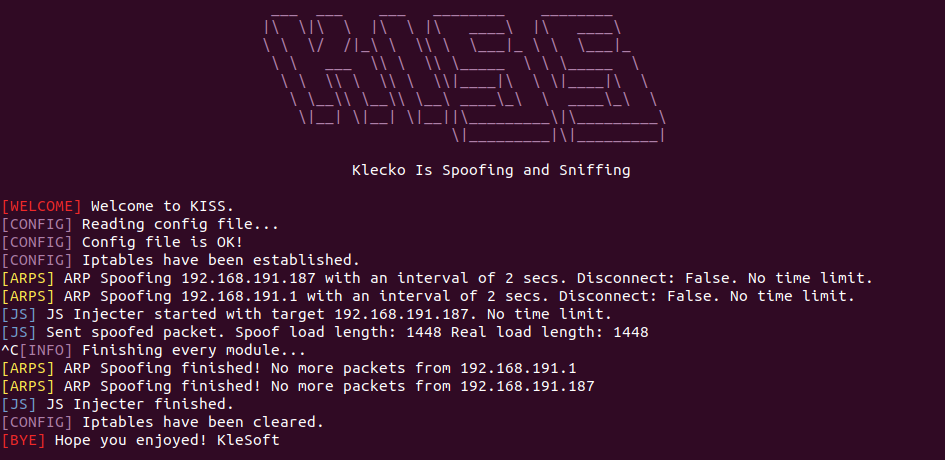 KISS
Klecko Is Spoofing and Sniffing
[WELCOME] Welcome to KISS.
[CONFIG] Reading config file...
[CONFIG] Config file is OK!
[CONFIG] Iptables have been established.
[ARPS] ARP Spoofing 192.168.191.187 with an interval of 2 secs. Disconnect: False. No time limit.
[ARPS] ARP Spoofing 192.168.191.1 with an interval of 2 secs. Disconnect: False. No time limit.
[JS] JS Injecter started with target 192.168.191.187. No time limit.
[JS] Sent spoofed packet. Spoof load length: 1448 Real load length: 1448
^C[INFO] Finishing every module...
[ARPS] ARP Spoofing finished! No more packets from 192.168.191.1
[ARPS] ARP Spoofing finished! No more packets from 192.168.191.187
[JS] JS Injecter finished.
[CONFIG] Iptables have been cleared.
[BYE] Hope you enjoyed! KleSoft